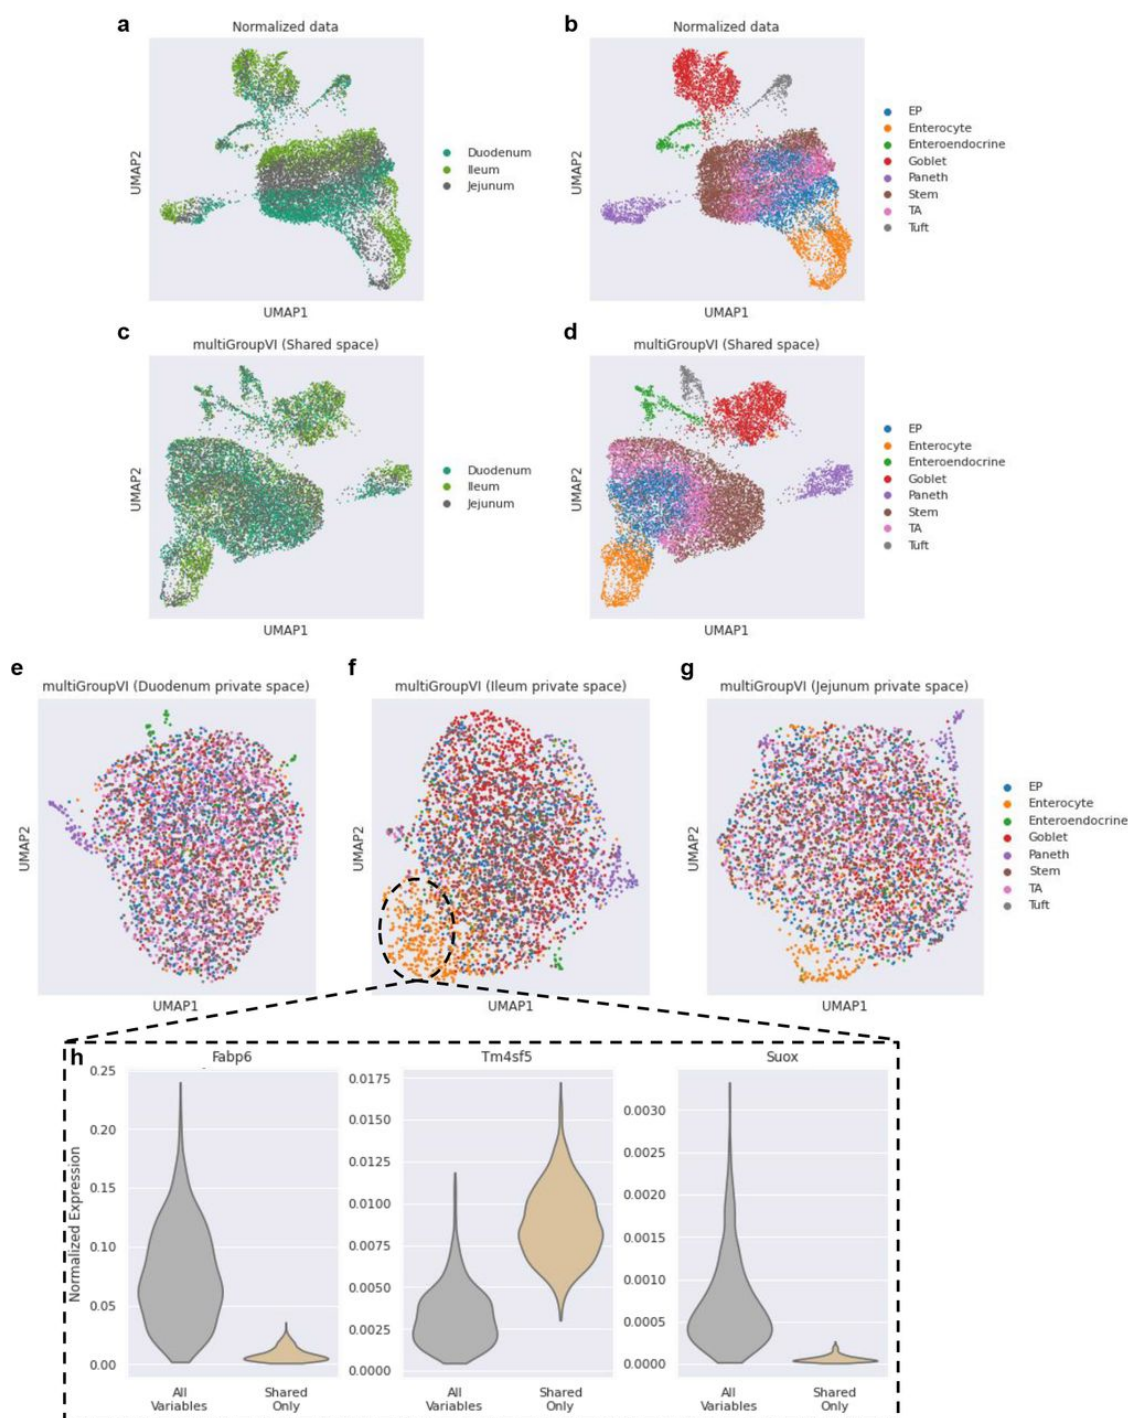 a
Normalized data
UMAP2
UMAP1
Duodenum
Ileum
Jejunum
b
Normalized data
UMAP2
UMAP1
EP
Enterocyte
Enteroendocrine
Goblet
Paneth
Stem
TA
Tuft
c
multiGroupVI (Shared space)
UMAP2
UMAP1
Duodenum
Ileum
Jejunum
d
multiGroupVI (Shared space)
UMAP2
UMAP1
EP
Enterocyte
Enteroendocrine
Goblet
Paneth
Stem
TA
Tuft
e
multiGroupVI (Duodenum private space)
UMAP2
UMAP1
f
multiGroupVI (Ileum private space)
UMAP2
UMAP1
g
multiGroupVI (Jejunum private space)
UMAP2
UMAP1
EP
Enterocyte
Enteroendocrine
Goblet
Paneth
Stem
TA
Tuft
h
Fabp6
Normalized Expression
0.25
0.20
0.15
0.10
0.05
0.00
All
Variables
Shared
Only
Tm4sf5
0.0175
0.0150
0.0125
0.0100
0.0075
0.0050
0.0025
0.0000
All
Variables
Shared
Only
Suox
0.0030
0.0025
0.0020
0.0015
0.0010
0.0005
0.0000
All
Variables
Shared
Only